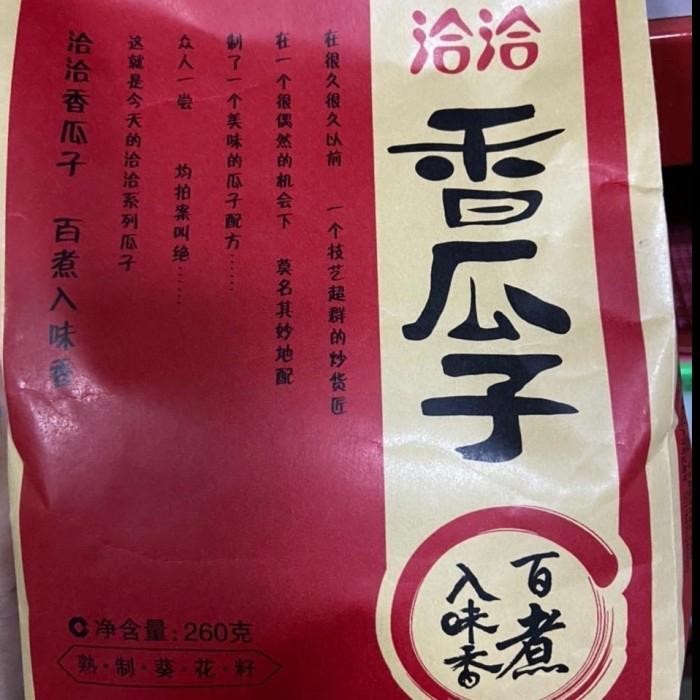 洽洽
香瓜子
百煮
入味香
在很久很久以前 一个技艺超群的炒货匠
在一个很偶然的机会下 莫名其妙地配
制了一个美味的瓜子配方……
众人一尝 均拍案叫绝……
这就是今天的洽洽系列瓜子
洽洽香瓜子 百煮入味香
净含量:260克
熟·制·葵·花·籽